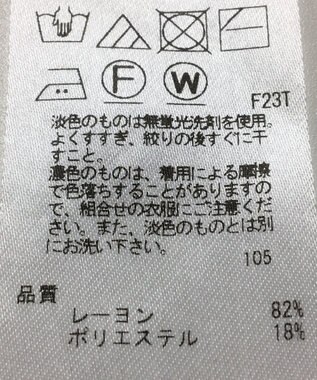 F
W
F23T
淡色のものは無蛍光洗剤を使用。
よくすすぎ、絞りの後すぐに干
すこと。
濃色のものは、着用による摩擦
で色落ちすることがありますの
で、組合せの衣服にご注意くだ
さい。また、淡色のものとは別
にお洗い下さい。
105
品質
レーヨン 82%
ポリエステル 18%